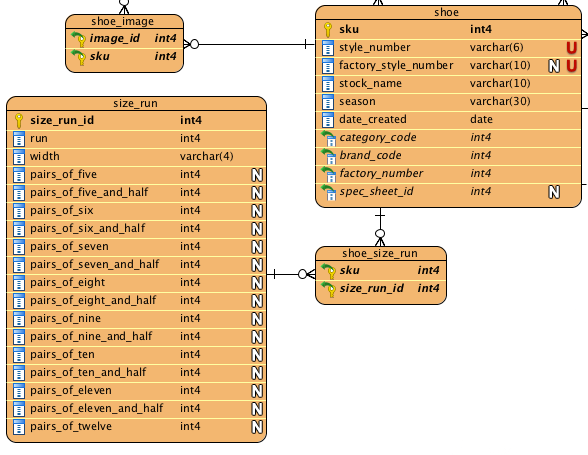 shoe_image
image_id int4
sku int4
shoe
sku int4
style_number varchar(6) U
factory_style_number varchar(10) N U
stock_name varchar(10)
season varchar(30)
date_created date
category_code int4
brand_code int4
factory_number int4
spec_sheet_id int4 N
size_run
size_run_id int4
run int4
width varchar(4)
pairs_of_five int4 N
pairs_of_five_and_half int4 N
pairs_of_six int4 N
pairs_of_six_and_half int4 N
pairs_of_seven int4 N
pairs_of_seven_and_half int4 N
pairs_of_eight int4 N
pairs_of_eight_and_half int4 N
pairs_of_nine int4 N
pairs_of_nine_and_half int4 N
pairs_of_ten int4 N
pairs_of_ten_and_half int4 N
pairs_of_eleven int4 N
pairs_of_eleven_and_half int4 N
pairs_of_twelve int4 N
shoe_size_run
sku int4
size_run_id int4